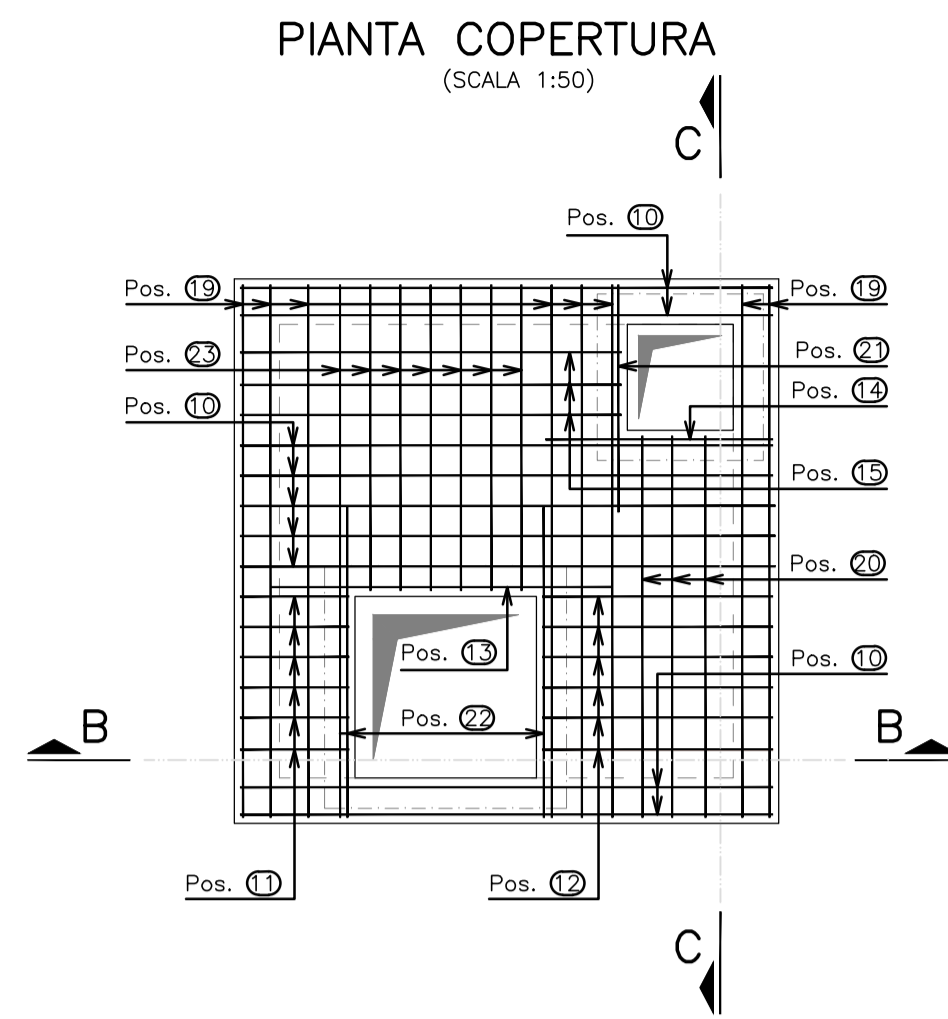 PIANTA COPERTURA
(SCALA 1:50)
C
Pos. 10
Pos. 19
Pos. 19
Pos. 23
Pos. 21
Pos. 14
Pos. 10
Pos. 15
Pos. 20
Pos. 13
Pos. 10
Pos. 22
B
B
Pos. 11
Pos. 12
C